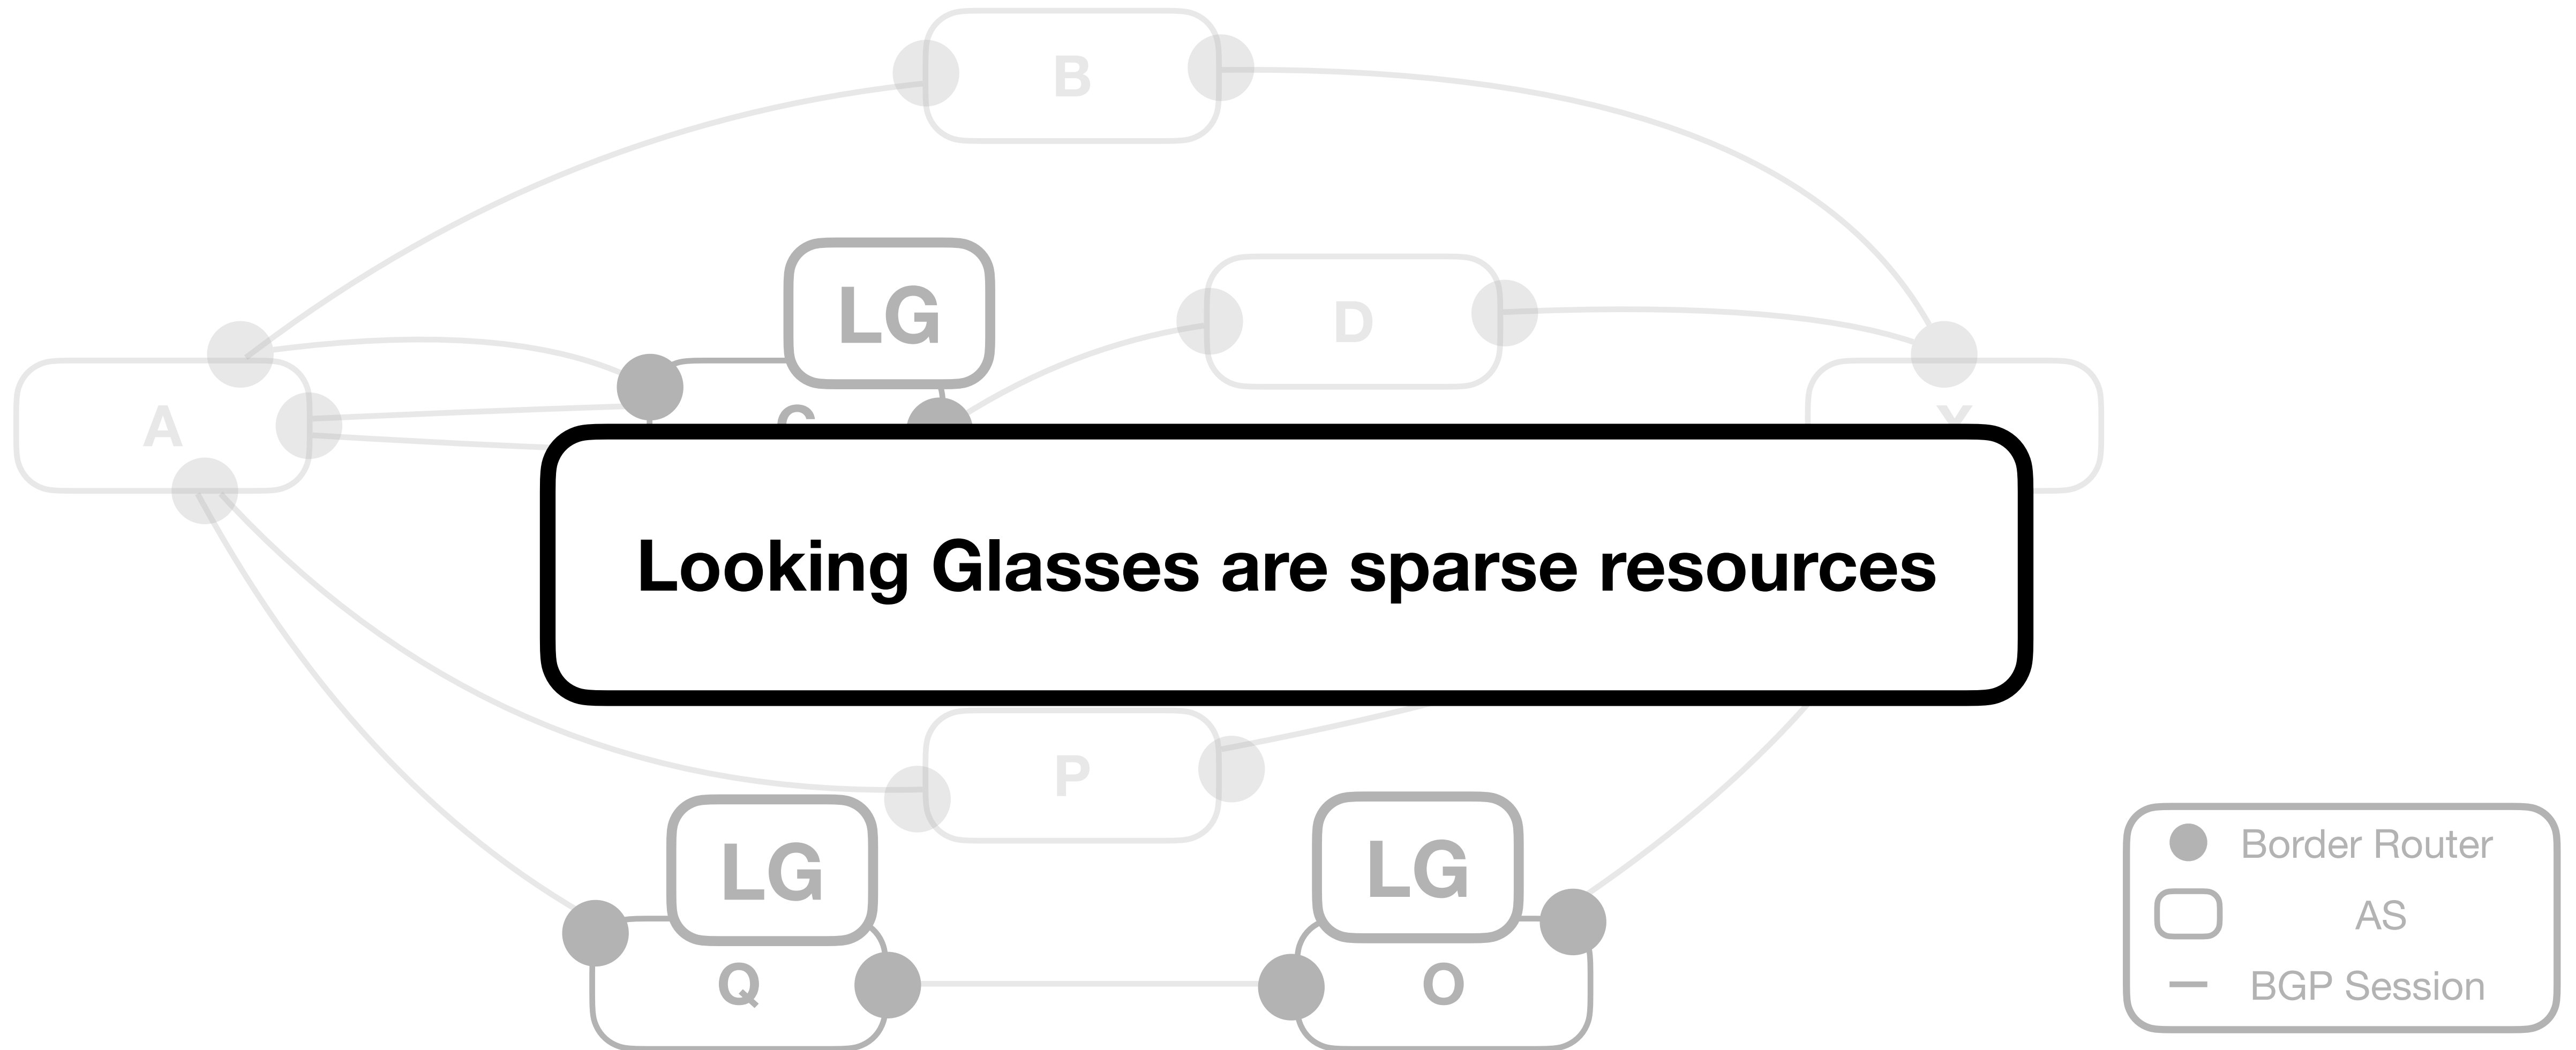 B
LG
D
A
C
Y
Looking Glasses are sparse resources
P
LG
LG
Q
O
Border Router
AS
BGP Session